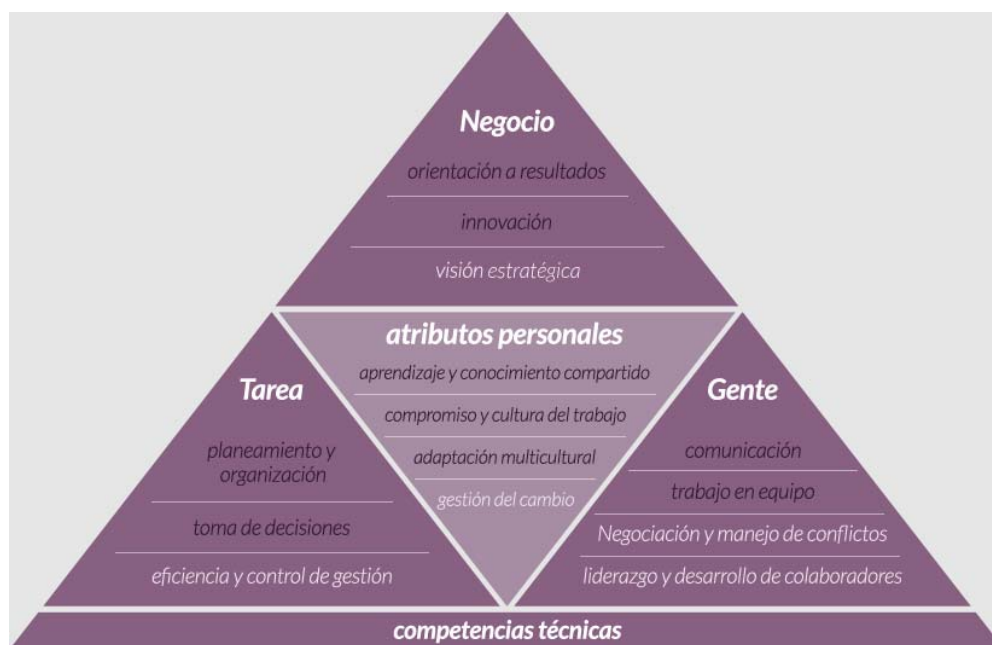 Negocio
orientación a resultados
innovación
visión estratégica
atributos personales
aprendizaje y conocimiento compartido
compromiso y cultura del trabajo
adaptación multicultural
gestión del cambio
Tarea
planeamiento y
organización
toma de decisiones
eficiencia y control de gestión
Gente
comunicación
trabajo en equipo
Negociación y manejo de conflictos
liderazgo y desarrollo de colaboradores
competencias técnicas